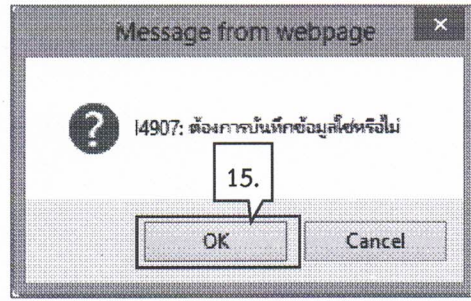 Message from webpage
I4907: ต้องการบันทึกข้อมูลใช่หรือไม่
15.
OK
Cancel